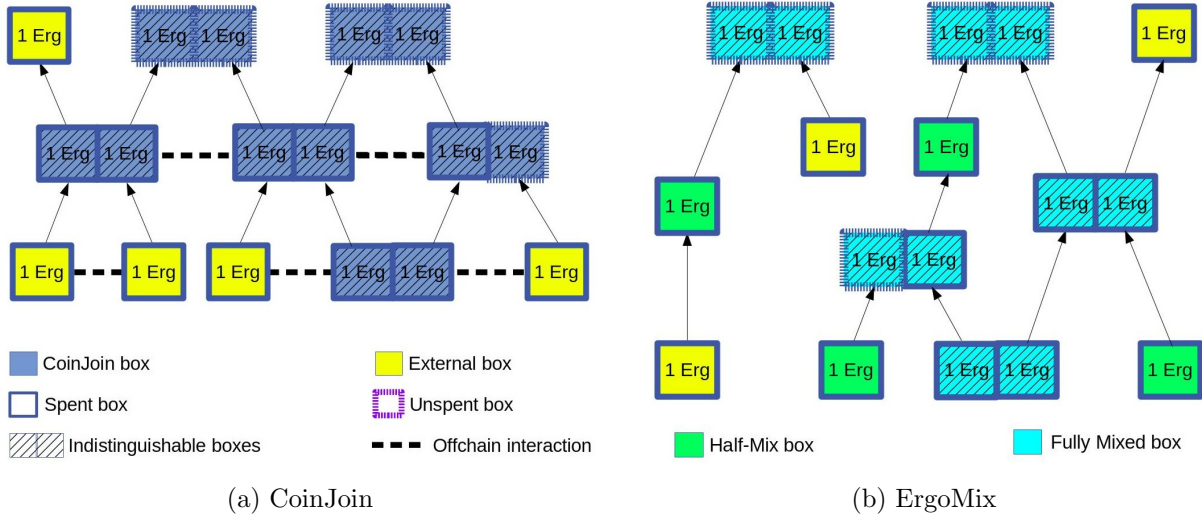 1 Erg
1 Erg 1 Erg
1 Erg 1 Erg
1 Erg 1 Erg
1 Erg 1 Erg
1 Erg 1 Erg
1 Erg 1 Erg
1 Erg
1 Erg
1 Erg
1 Erg 1 Erg
1 Erg
CoinJoin box
External box
Spent box
Unspent box
Indistinguishable boxes
Offchain interaction
(a) CoinJoin
1 Erg 1 Erg
1 Erg 1 Erg
1 Erg
1 Erg
1 Erg
1 Erg
1 Erg 1 Erg
1 Erg 1 Erg
1 Erg
1 Erg
1 Erg 1 Erg
1 Erg
Half-Mix box
Fully Mixed box
(b) ErgoMix